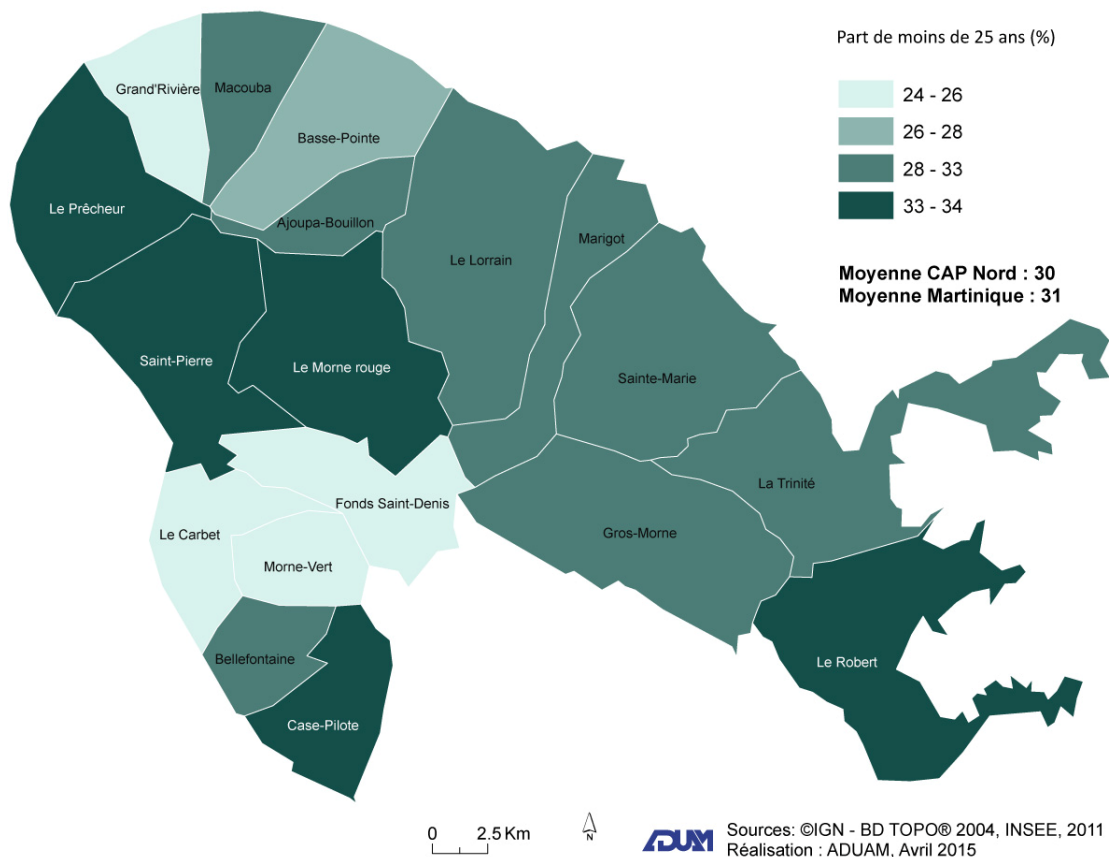 Part de moins de 25 ans (%)
24 - 26
26 - 28
28 - 33
33 - 34
Moyenne CAP Nord : 30
Moyenne Martinique : 31
Grand'Rivière
Macouba
Basse-Pointe
Le Prêcheur
Ajoupa-Bouillon
Marigot
Le Lorrain
Saint-Pierre
Le Morne rouge
Sainte-Marie
La Trinité
Fonds Saint-Denis
Le Carbet
Gros-Morne
Morne-Vert
Bellefontaine
Le Robert
Case-Pilote
0 2.5 Km
N
ADUAM
Sources: ©IGN - BD TOPO® 2004, INSEE, 2011
Réalisation : ADUAM, Avril 2015